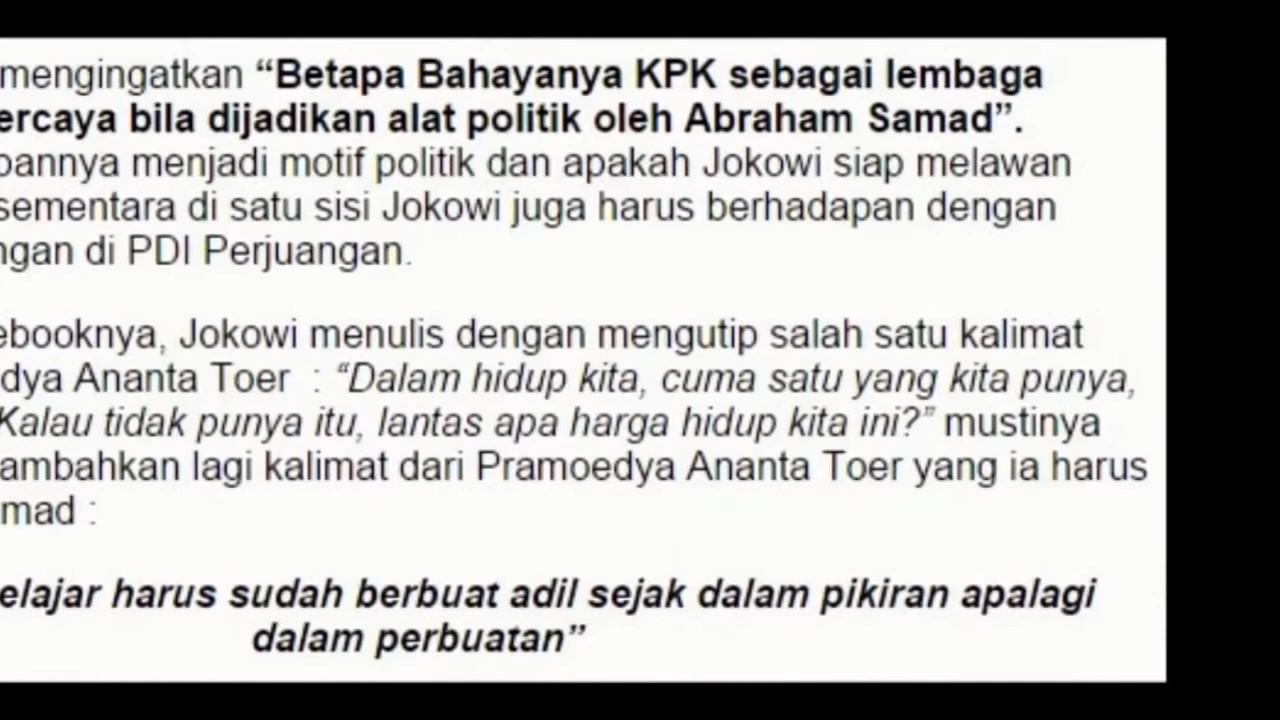 mengingatkan “Betapa Bahayanya KPK sebagai lembaga
ercaya bila dijadikan alat politik oleh Abraham Samad”.
pannya menjadi motif politik dan apakah Jokowi siap melawan
sementara di satu sisi Jokowi juga harus berhadapan dengan
ngan di PDI Perjuangan.
ebooknya, Jokowi menulis dengan mengutip salah satu kalimat
dya Ananta Toer : “Dalam hidup kita, cuma satu yang kita punya,
Kalau tidak punya itu, lantas apa harga hidup kita ini?” mustinya
ambahkan lagi kalimat dari Pramoedya Ananta Toer yang ia harus
mad :
elajar harus sudah berbuat adil sejak dalam pikiran apalagi
dalam perbuatan”